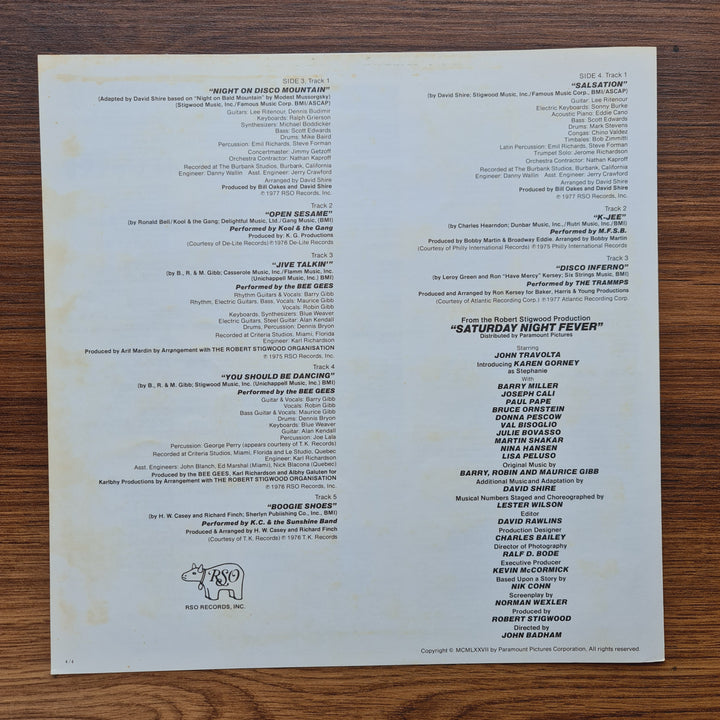 SIDE 3, Track 1
"NIGHT ON DISCO MOUNTAIN"
(Adapted by David Shire based on "Night on Bald Mountain" by Modest Mussorgsky)
(Stigwood Music, Inc./Famous Music Corp. BMI/ASCAP)
Guitars: Lee Ritenour, Dennis Budimir
Keyboards: Ralph Grierson
Synthesizers: Michael Boddicker
Bass: Scott Edwards
Drums: Mike Baird
Percussion: Emil Richards, Steve Forman
Concertmaster: Jimmy Getzoff
Orchestra Contractor: Nathan Kaproff
Recorded at The Burbank Studios, Burbank, California
Engineer: Danny Wallin Asst. Engineer: Jerry Crawford
Arranged by David Shire
Produced by Bill Oakes and David Shire
℗ 1977 RSO Records, Inc.
Track 2
"OPEN SESAME"
(by Ronald Bell/Kool & the Gang; Delightful Music, Ltd./Gang Music, (BMI)
Performed by Kool & the Gang
Produced by: K. G. Productions
(Courtesy of De-Lite Records) ℗ 1976 De-Lite Records
Track 3
"JIVE TALKIN'"
(by B., R. & M. Gibb; Casserole Music, Inc./Flamm Music, Inc.
(Unichappell Music, Inc.) BMI)
Performed by the BEE GEES
Rhythm Guitars & Vocals: Barry Gibb
Rhythm, Electric Guitars, Bass, Vocals: Maurice Gibb
Vocals: Robin Gibb
Keyboards, Synthesizers: Blue Weaver
Electric Guitars, Steel Guitar: Alan Kendall
Drums, Percussion: Dennis Bryon
Recorded at Criteria Studios, Miami, Florida
Engineer: Karl Richardson
Produced by Arif Mardin by Arrangement with THE ROBERT STIGWOOD ORGANISATION
℗ 1975 RSO Records, Inc.
Track 4
"YOU SHOULD BE DANCING"
(by B., R. & M. Gibb; Stigwood Music, Inc. (Unichappell Music, Inc.) BMI)
Performed by the BEE GEES
Guitar & Vocals: Barry Gibb
Vocals: Robin Gibb
Bass Guitar & Vocals: Maurice Gibb
Drums: Dennis Bryon
Keyboards: Blue Weaver
Guitar: Alan Kendall
Percussion: Joe Lala
Percussion: George Perry (appears courtesy of T. K. Records)
Recorded at Criteria Studios, Miami, Florida and Le Studio, Quebec
Engineer: Karl Richardson
Asst. Engineers: John Blanch, Ed Marshal (Miami), Nick Blacona (Quebec)
Produced by the BEE GEES, Karl Richardson and Albhy Galuten for
Karlbhy Productions by Arrangement with THE ROBERT STIGWOOD ORGANISATION
℗ 1976 RSO Records, Inc.
Track 5
"BOOGIE SHOES"
(by H. W. Casey and Richard Finch; Sherlyn Publishing Co., Inc., BMI)
Performed by K.C. & the Sunshine Band
Produced & Arranged by H. W. Casey and Richard Finch
(Courtesy of T. K. Records) ℗ 1976 T.K. Records
RSO
RSO RECORDS, INC.
4/4
SIDE 4, Track 1
"SALSATION"
(by David Shire; Stigwood Music, Inc./Famous Music Corp., BMI/ASCAP)
Guitar: Lee Ritenour
Electric Keyboards: Sonny Burke
Acoustic Piano: Eddie Cano
Bass: Scott Edwards
Drums: Mark Stevens
Congas: Chino Valdez
Timbales: Bob Zimmitti
Latin Percussion: Emil Richards, Steve Forman
Trumpet Solo: Jerome Richardson
Orchestra Contractor: Nathan Kaproff
Recorded at The Burbank Studios, Burbank, California
Engineer: Danny Wallin Asst. Engineer: Jerry Crawford
Arranged by David Shire
Produced by Bill Oakes and David Shire
℗ 1977 RSO Records, Inc.
Track 2
"K-JEE"
(by Charles Hearndon; Dunbar Music, Inc./Rutri Music, Inc./BMI)
Performed by M.F.S.B.
Produced by Bobby Martin & Broadway Eddie, Arranged by Bobby Martin
(Courtesy of Philly International Records) ℗ 1975 Philly International Records
Track 3
"DISCO INFERNO"
(by Leroy Green and Ron "Have Mercy" Kersey; Six Strings Music, BMI)
Performed by THE TRAMMPS
Produced and Arranged by Ron Kersey for Baker, Harris & Young Productions
(Courtesy of Atlantic Recording Corp.) ℗ 1977 Atlantic Recording Corp.
From the Robert Stigwood Production
"SATURDAY NIGHT FEVER"
Distributed by Paramount Pictures
Starring
JOHN TRAVOLTA
Introducing KAREN GORNEY
as Stephanie
With
BARRY MILLER
JOSEPH CALI
PAUL PAPE
BRUCE ORNSTEIN
DONNA PESCOW
VAL BISOGLIO
JULIE BOVASSO
MARTIN SHAKAR
NINA HANSEN
LISA PELUSO
Original Music by
BARRY, ROBIN AND MAURICE GIBB
Additional Music and Adaptation by
DAVID SHIRE
Musical Numbers Staged and Choreographed by
LESTER WILSON
Editor
DAVID RAWLINS
Production Designer
CHARLES BAILEY
Director of Photography
RALF D. BODE
Executive Producer
KEVIN McCORMICK
Based Upon a Story by
NIK COHN
Screenplay by
NORMAN WEXLER
Produced by
ROBERT STIGWOOD
Directed by
JOHN BADHAM
Copyright © MCMLXXVII by Paramount Pictures Corporation, All rights reserved.